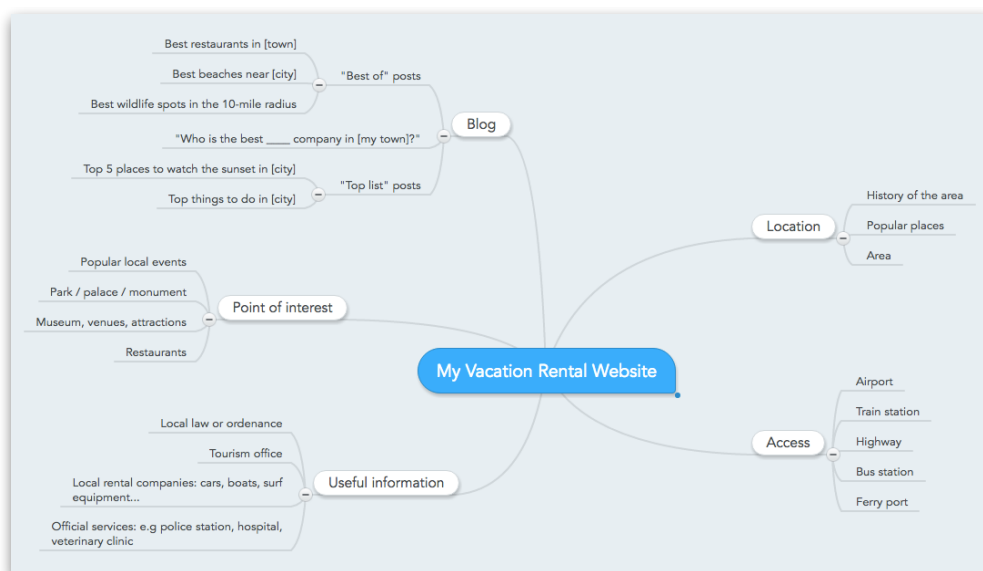 Best restaurants in [town]
Best beaches near [city]
Best wildlife spots in the 10-mile radius
"Best of" posts
"Who is the best ____ company in [my town]?"
Top 5 places to watch the sunset in [city]
Top things to do in [city]
"Top list" posts
Blog
Popular local events
Park / palace / monument
Museum, venues, attractions
Restaurants
Point of interest
Local law or ordenance
Tourism office
Local rental companies: cars, boats, surf
equipment...
Official services: e.g police station, hospital,
veterinary clinic
Useful information
My Vacation Rental Website
Location
History of the area
Popular places
Area
Access
Airport
Train station
Highway
Bus station
Ferry port